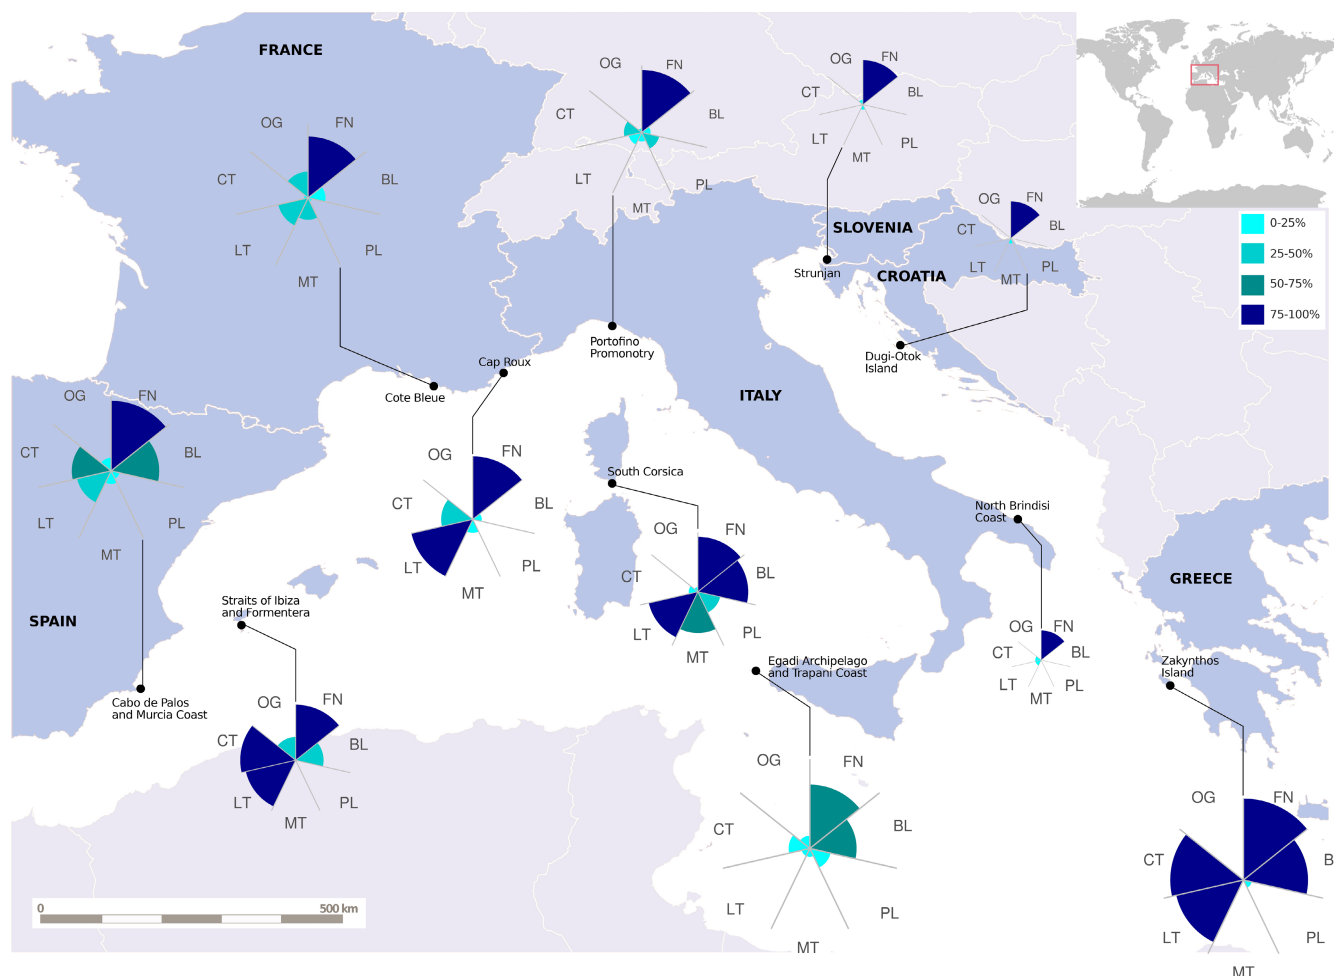 FRANCE
OG
FN
CT
BL
LT
PL
MT
OG
FN
CT
BL
LT
PL
MT
OG
FN
CT
BL
LT
PL
MT
0-25%
25-50%
50-75%
75-100%
SLOVENIA
Strunjan
CROATIA
OG
FN
CT
BL
LT
PL
MT
Portofino
Promonotry
Dugi-Otok
Island
Cap Roux
Cote Bleue
ITALY
OG
FN
CT
BL
LT
PL
MT
OG
FN
CT
BL
LT
PL
MT
South Corsica
OG
FN
CT
BL
LT
PL
MT
North Brindisi
Coast
GREECE
SPAIN
Straits of Ibiza
and Formentera
OG
FN
CT
BL
LT
PL
MT
Egadi Archipelago
and Trapani Coast
Zakynthos
Island
Cabo de Palos
and Murcia Coast
OG
FN
CT
BL
LT
PL
MT
OG
FN
CT
BL
LT
PL
MT
OG
FN
CT
B
LT
PL
MT
0
500 km